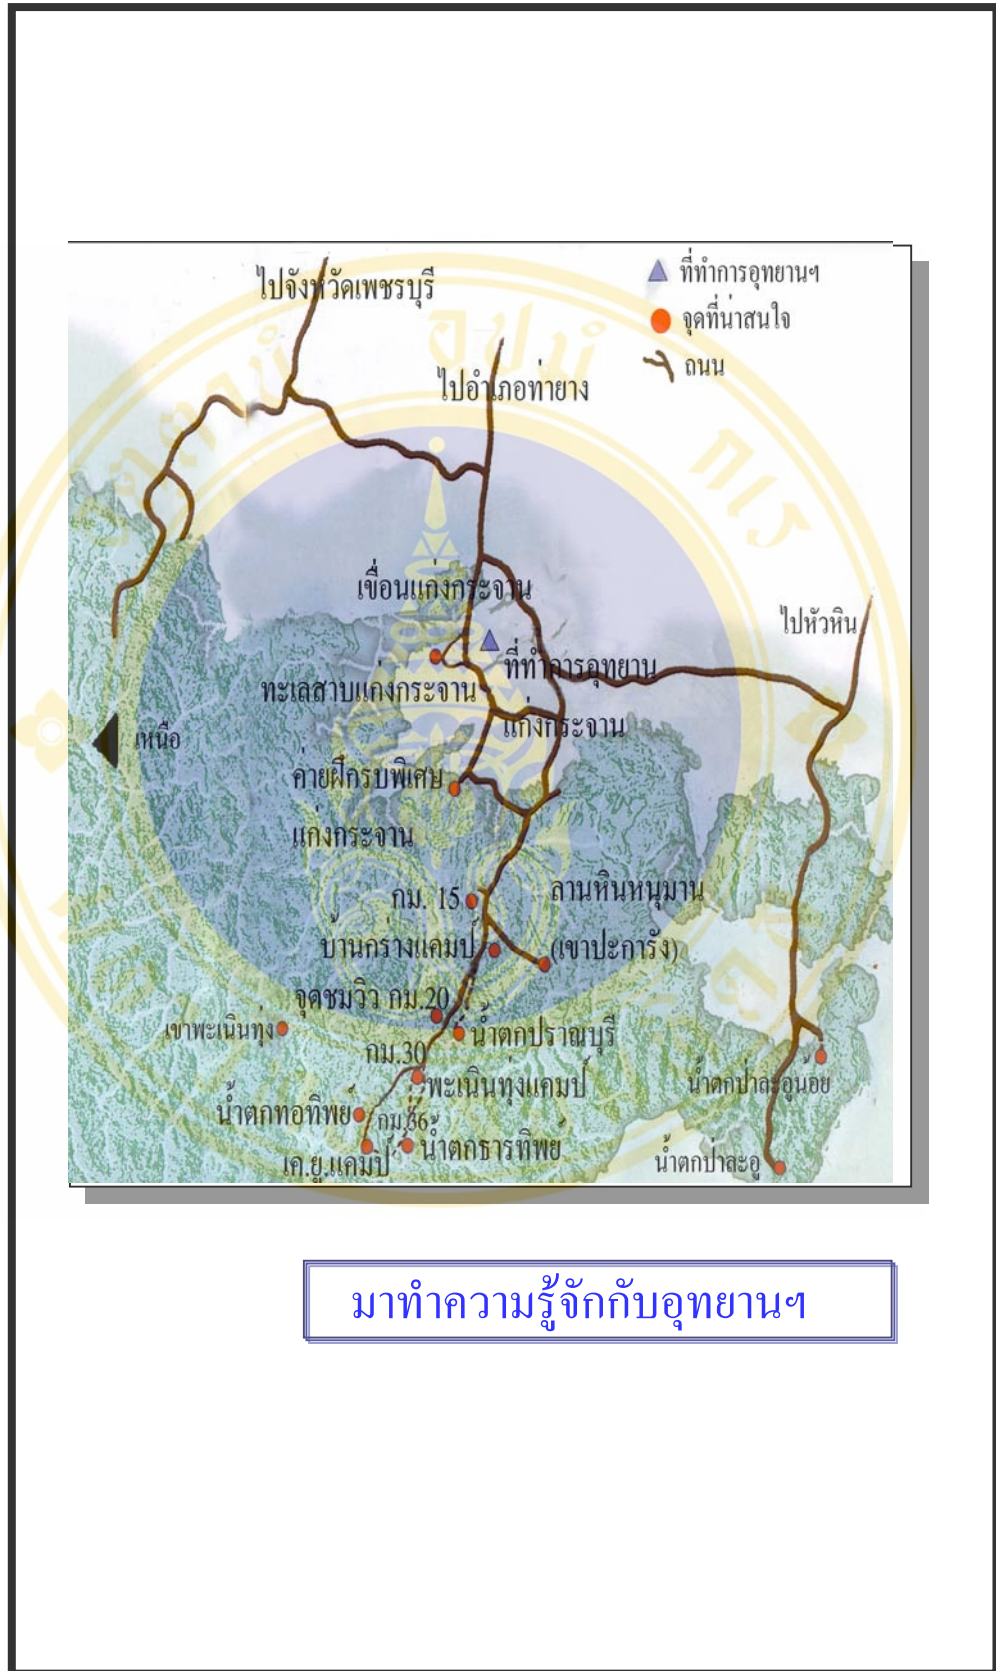 ไปจังหวัดเพชรบุรี
ที่ทำการอุทยานฯ
จุดที่น่าสนใจ
ถนน
ไปอำเภอท่ายาง
เขื่อนแก่งกระจาน
ไปหัวหิน
ที่ทำการอุทยาน
แก่งกระจาน
ทะเลสาบแก่งกระจาน
เหนือ
ค่ายฝึกรบพิเศษ
แก่งกระจาน
กม. 15
ลานหินหนุมาน
(เขาปะการัง)
บ้านกร่างแคมป์
จุดชมวิว กม.20
เขาพะเนินทุ่ง
น้ำตกปราณบุรี
กม.30
พะเนินทุ่งแคมป์
น้ำตกป่าละอูน้อย
น้ำตกทอทิพย์
กม.36
น้ำตกธารทิพย์
เค.ยู.แคมป์
น้ำตกป่าละอู
มาทำความรู้จักกับอุทยานฯ